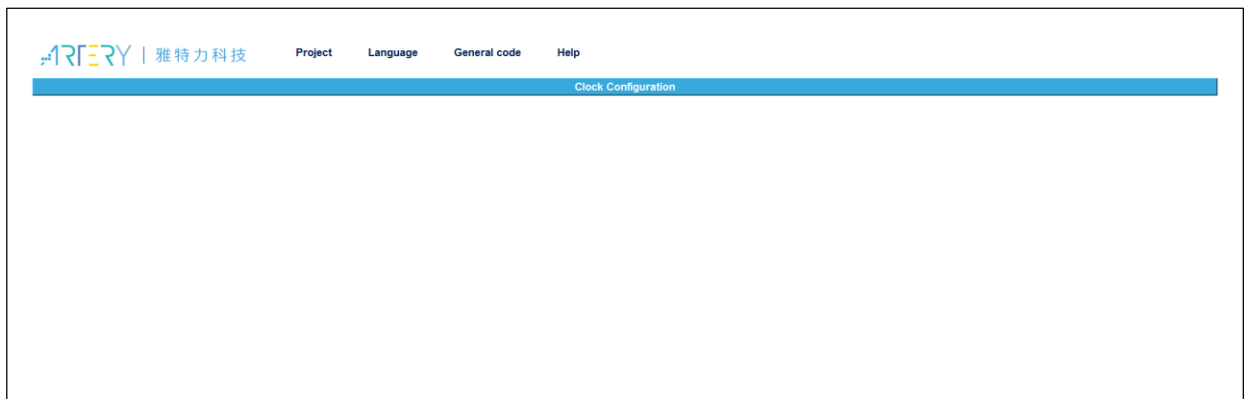 ARTERY | 雅特力科技 Project Language General code Help
Clock Configuration